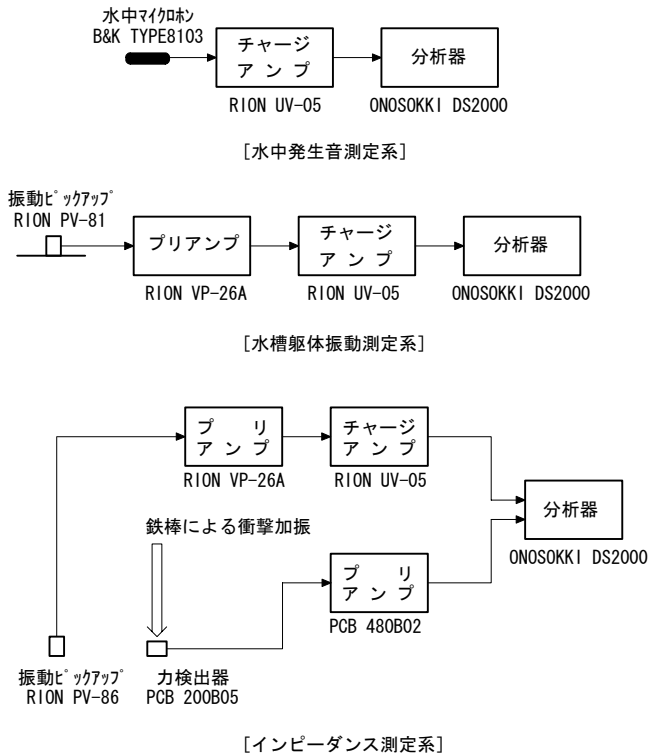 水中ﾏｲｸﾛﾎﾝ
B&K TYPE8103
チャージ
ア ン プ
RION UV-05
分析器
ONOSOKKI DS2000
[水中発生音測定系]
振動ﾋﾟｯｸｱｯﾌﾟ
RION PV-81
プリアンプ
RION VP-26A
チャージ
ア ン プ
RION UV-05
分析器
ONOSOKKI DS2000
[水槽躯体振動測定系]
プ リ
ア ン プ
RION VP-26A
チャージ
ア ン プ
RION UV-05
分析器
ONOSOKKI DS2000
鉄棒による衝撃加振
プ リ
ア ン プ
PCB 480B02
振動ﾋﾟｯｸｱｯﾌﾟ
RION PV-86
力検出器
PCB 200B05
[インピーダンス測定系]